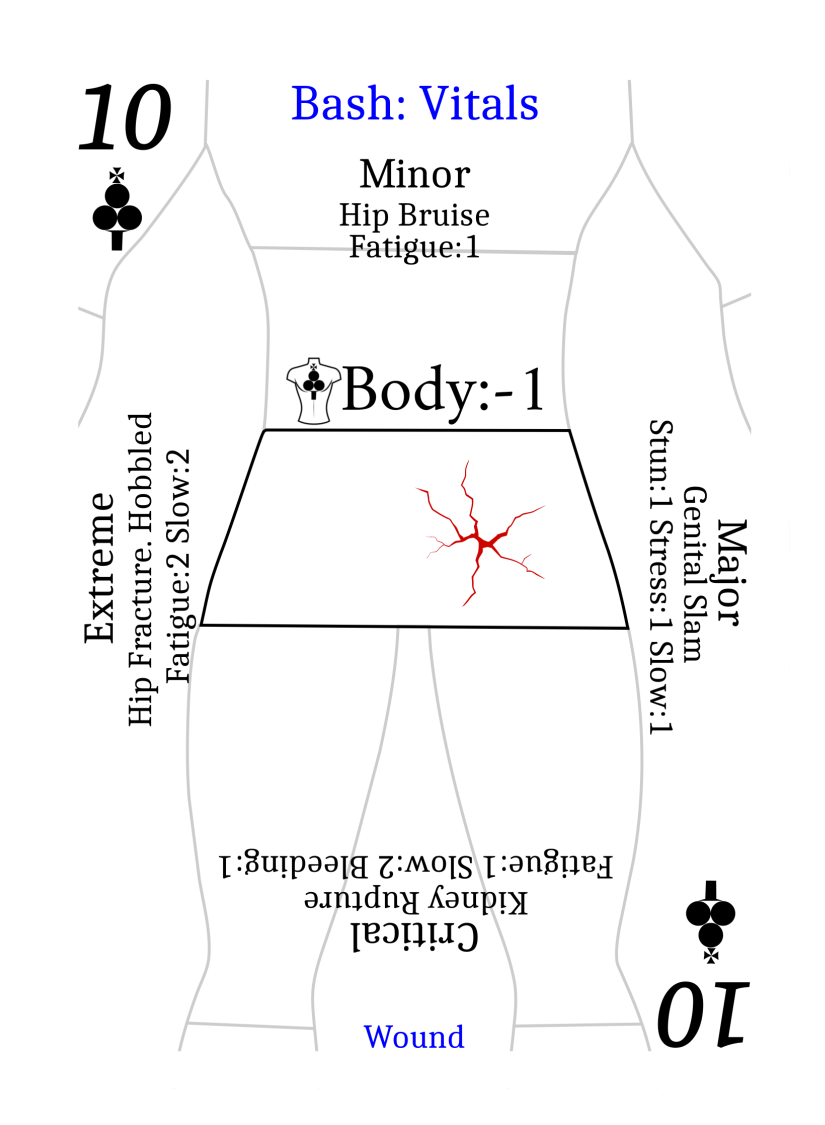 10
Bash: Vitals
Minor
Hip Bruise
Fatigue:1
Body:-1
Major
Genital Slam
Stun:1 Stress:1 Slow:1
Extreme
Hip Fracture. Hobbled
Fatigue:2 Slow:2
Critical
Kidney Rupture
Fatigue:1 Slow:2 Bleeding:1
10
Wound